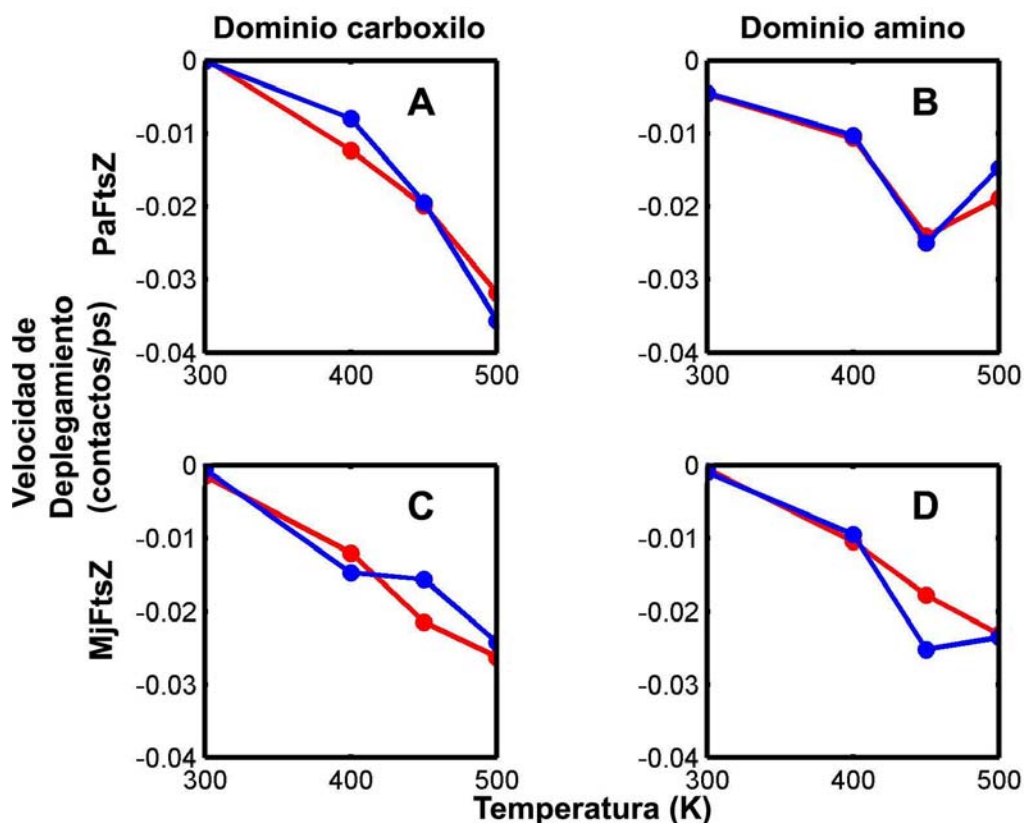 Dominio carboxilo
Dominio amino
PaFtsZ
MjFtsZ
Velocidad de
Deplegamiento
(contactos/ps)
0
-0.01
-0.02
-0.03
-0.04
300
400
500
A
0
-0.01
-0.02
-0.03
-0.04
300
400
500
B
0
-0.01
-0.02
-0.03
-0.04
300
400
500
C
0
-0.01
-0.02
-0.03
-0.04
300
400
500
D
Temperatura (K)